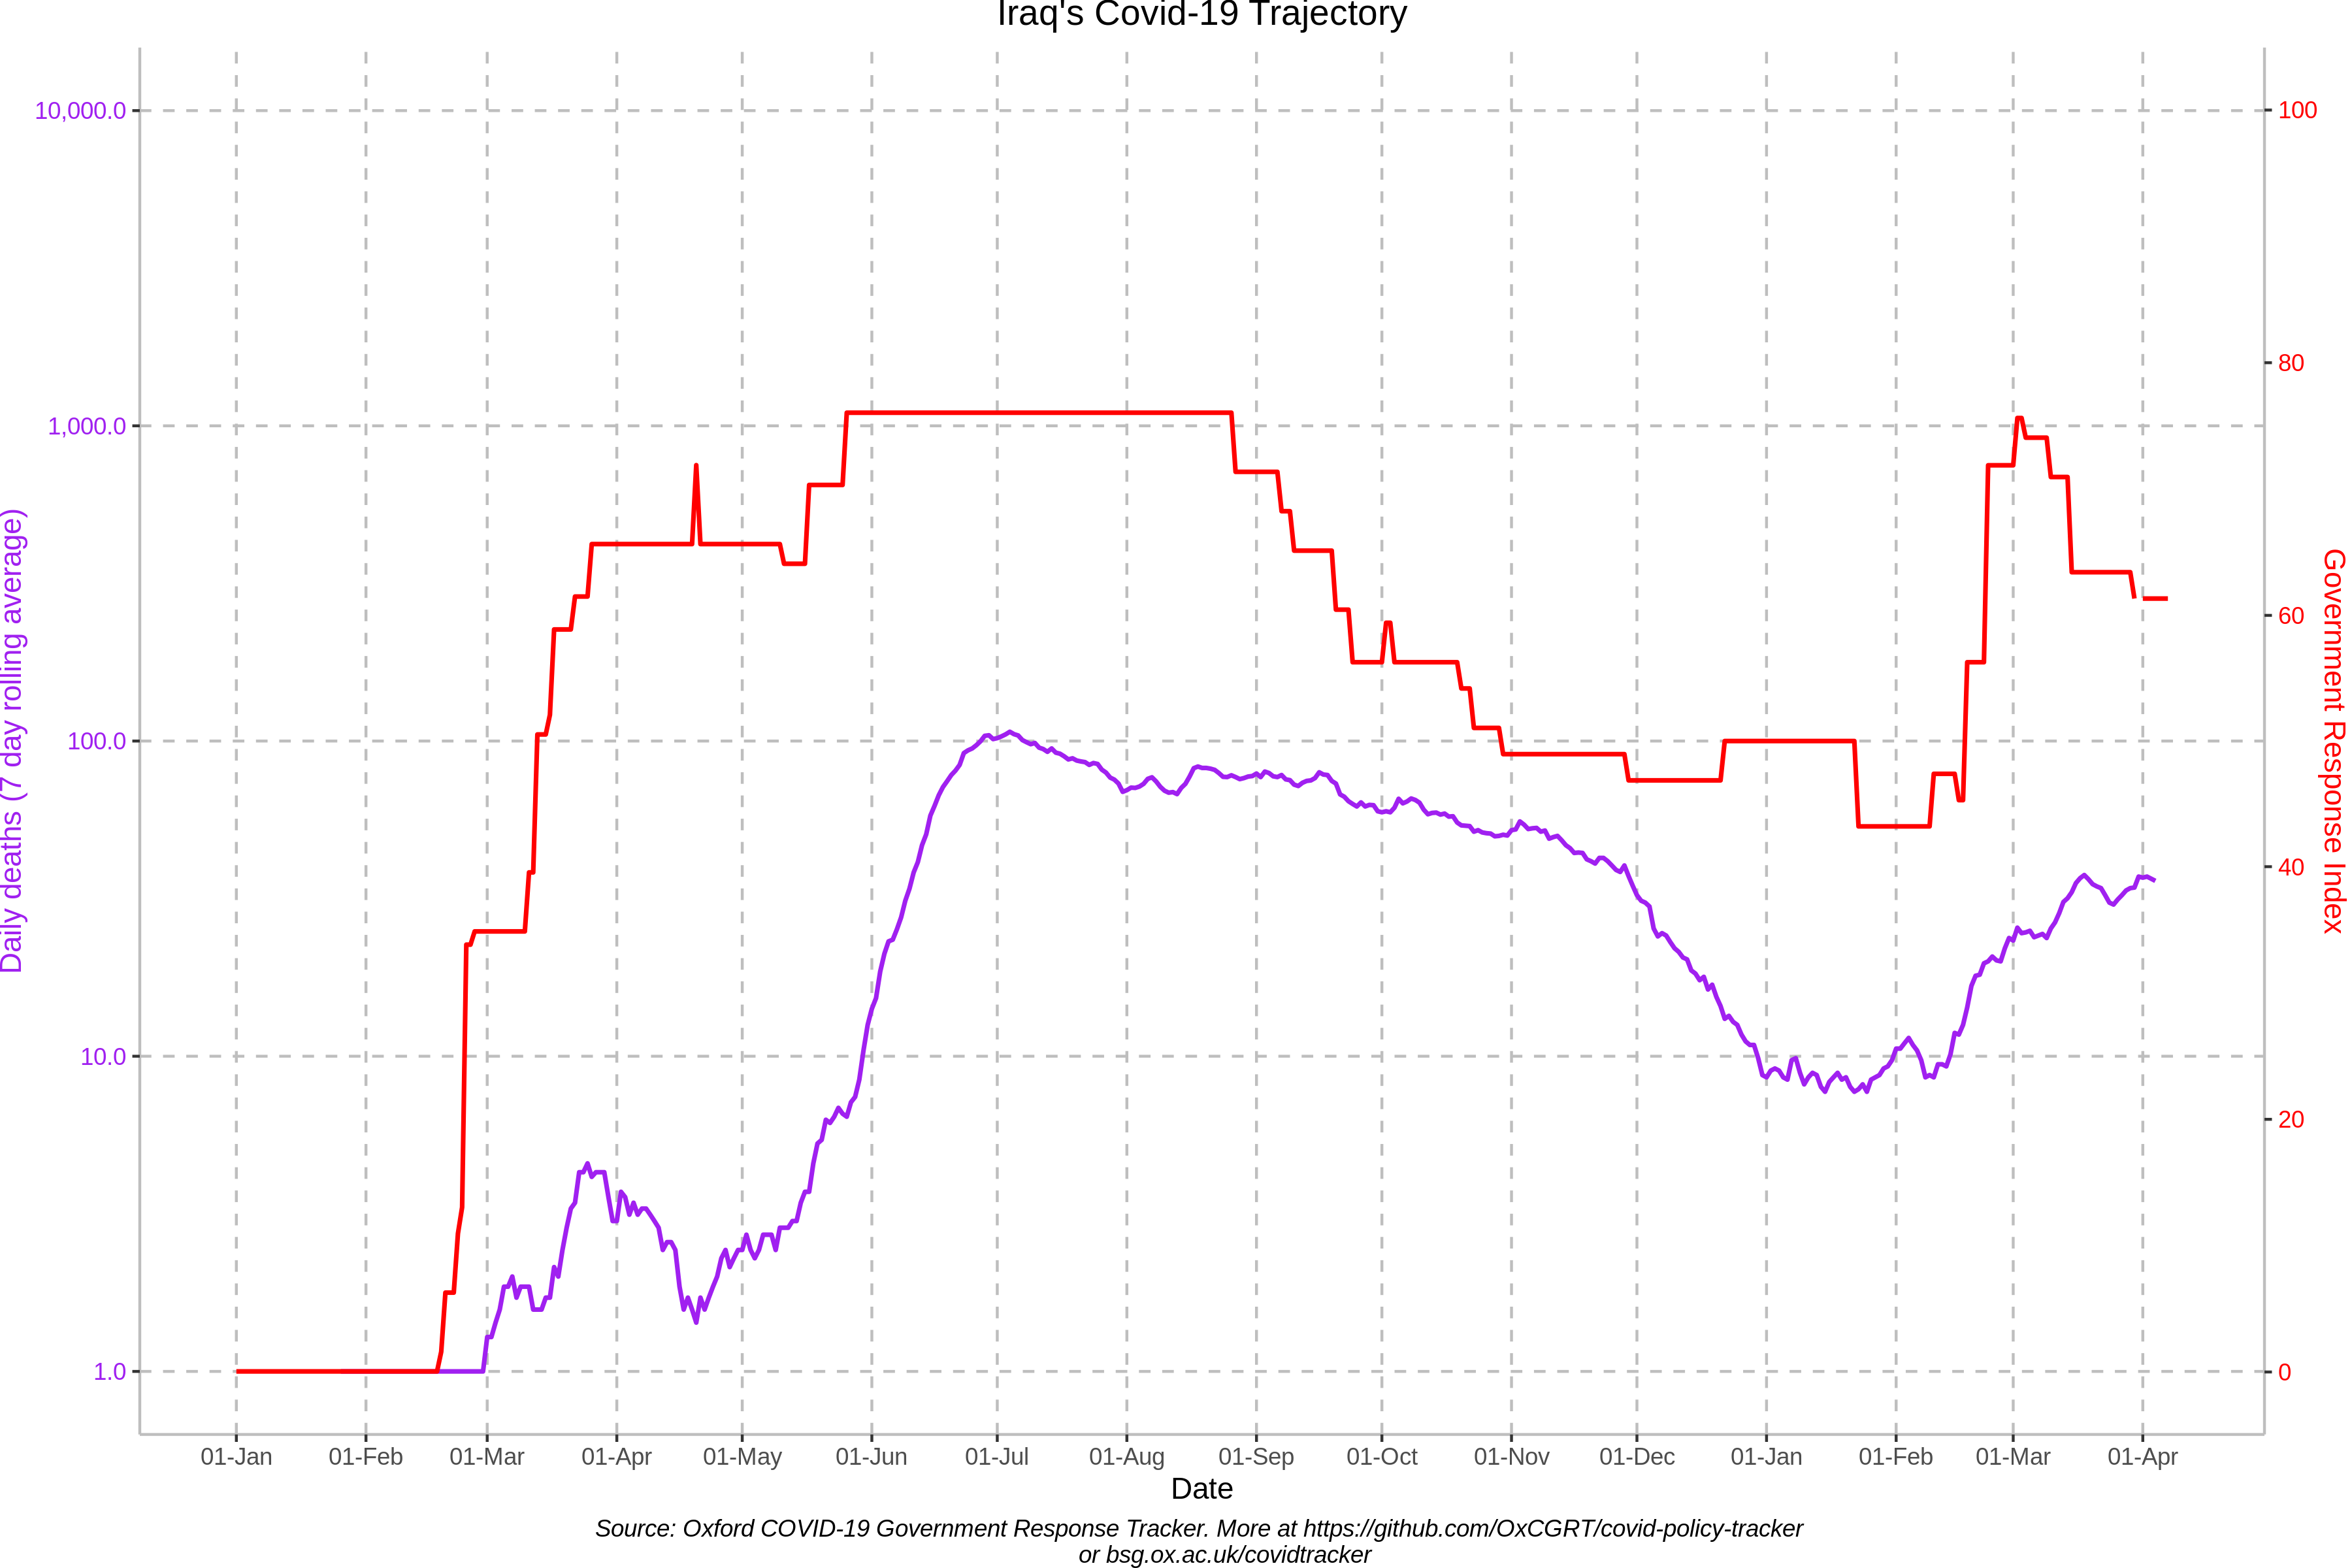 Iraq's Covid-19 Trajectory
10,000.0
1,000.0
100.0
10.0
1.0
Daily deaths (7 day rolling average)
100
80
60
40
20
0
Government Response Index
01-Jan 01-Feb 01-Mar 01-Apr 01-May 01-Jun 01-Jul 01-Aug 01-Sep 01-Oct 01-Nov 01-Dec 01-Jan 01-Feb 01-Mar 01-Apr
Date
Source: Oxford COVID-19 Government Response Tracker. More at https://github.com/OxCGRT/covid-policy-tracker
or bsg.ox.ac.uk/covidtracker